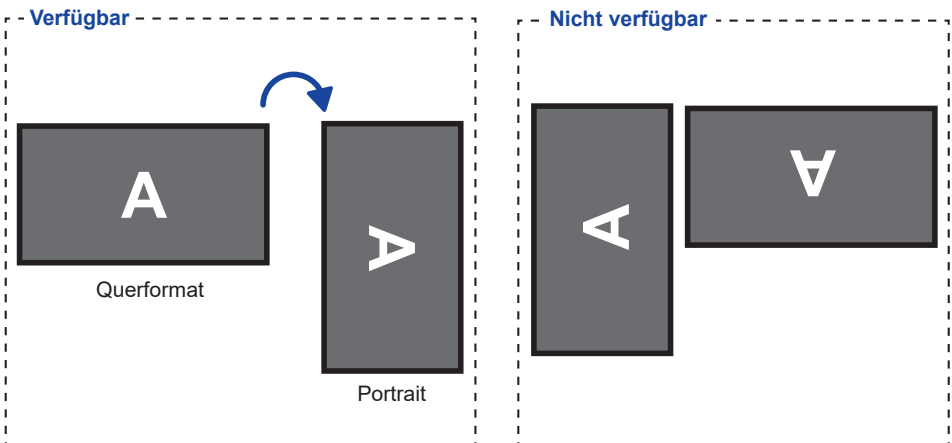 Verfügbar
A
A
Querformat
Portrait
Nicht verfügbar
A
A